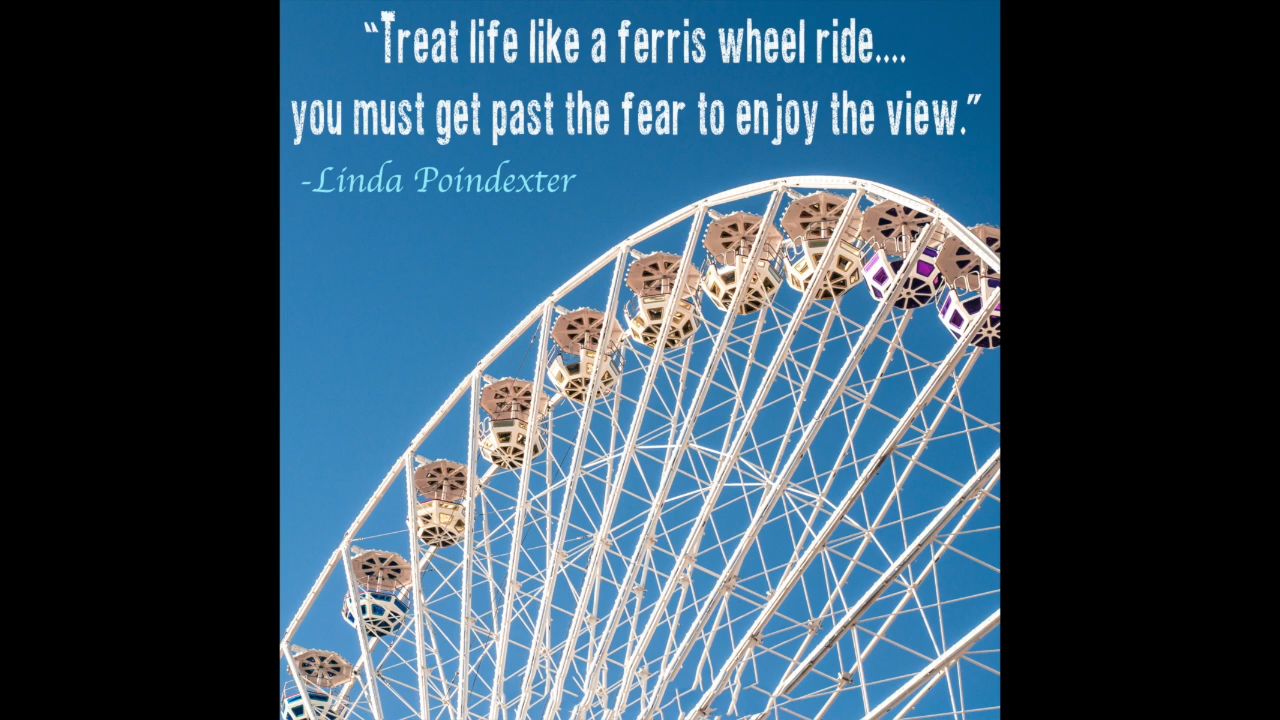 “Treat life like a ferris wheel ride....
you must get past the fear to enjoy the view.”
-Linda Poindexter